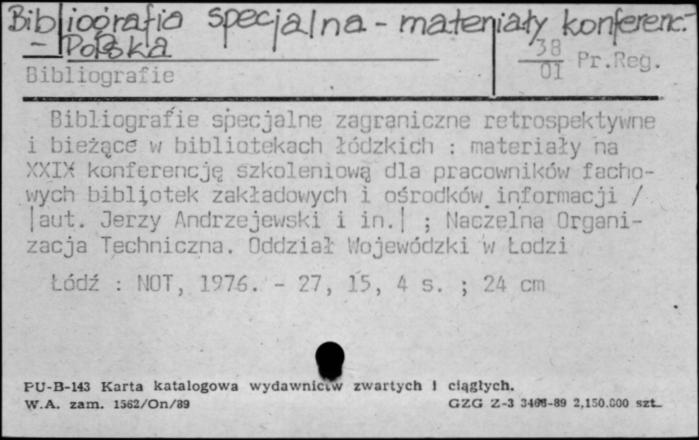 Bibliografia specjalna - materiały konferenc.
- Polska
38
01 Pr.Reg.
Bibliografie
Bibliografie specjalne zagraniczne retrospektywne
i bieżące w bibliotekach łódzkich : materiały na
XXIX konferencję szkoleniową dla pracowników facho-
wych bibliotek zakładowych i ośrodków informacji /
|aut. Jerzy Andrzejewski i in.| ; Naczelna Organi-
zacja Techniczna. Oddział Wojewódzki w Łodzi
Łódź : NOT, 1976. - 27, 15, 4 s. ; 24 cm
PU-B-143 Karta katalogowa wydawnictw zwartych i ciągłych.
W.A. zam. 1562/On/89 GZG Z-3 3408-89 2,150.000 szt.